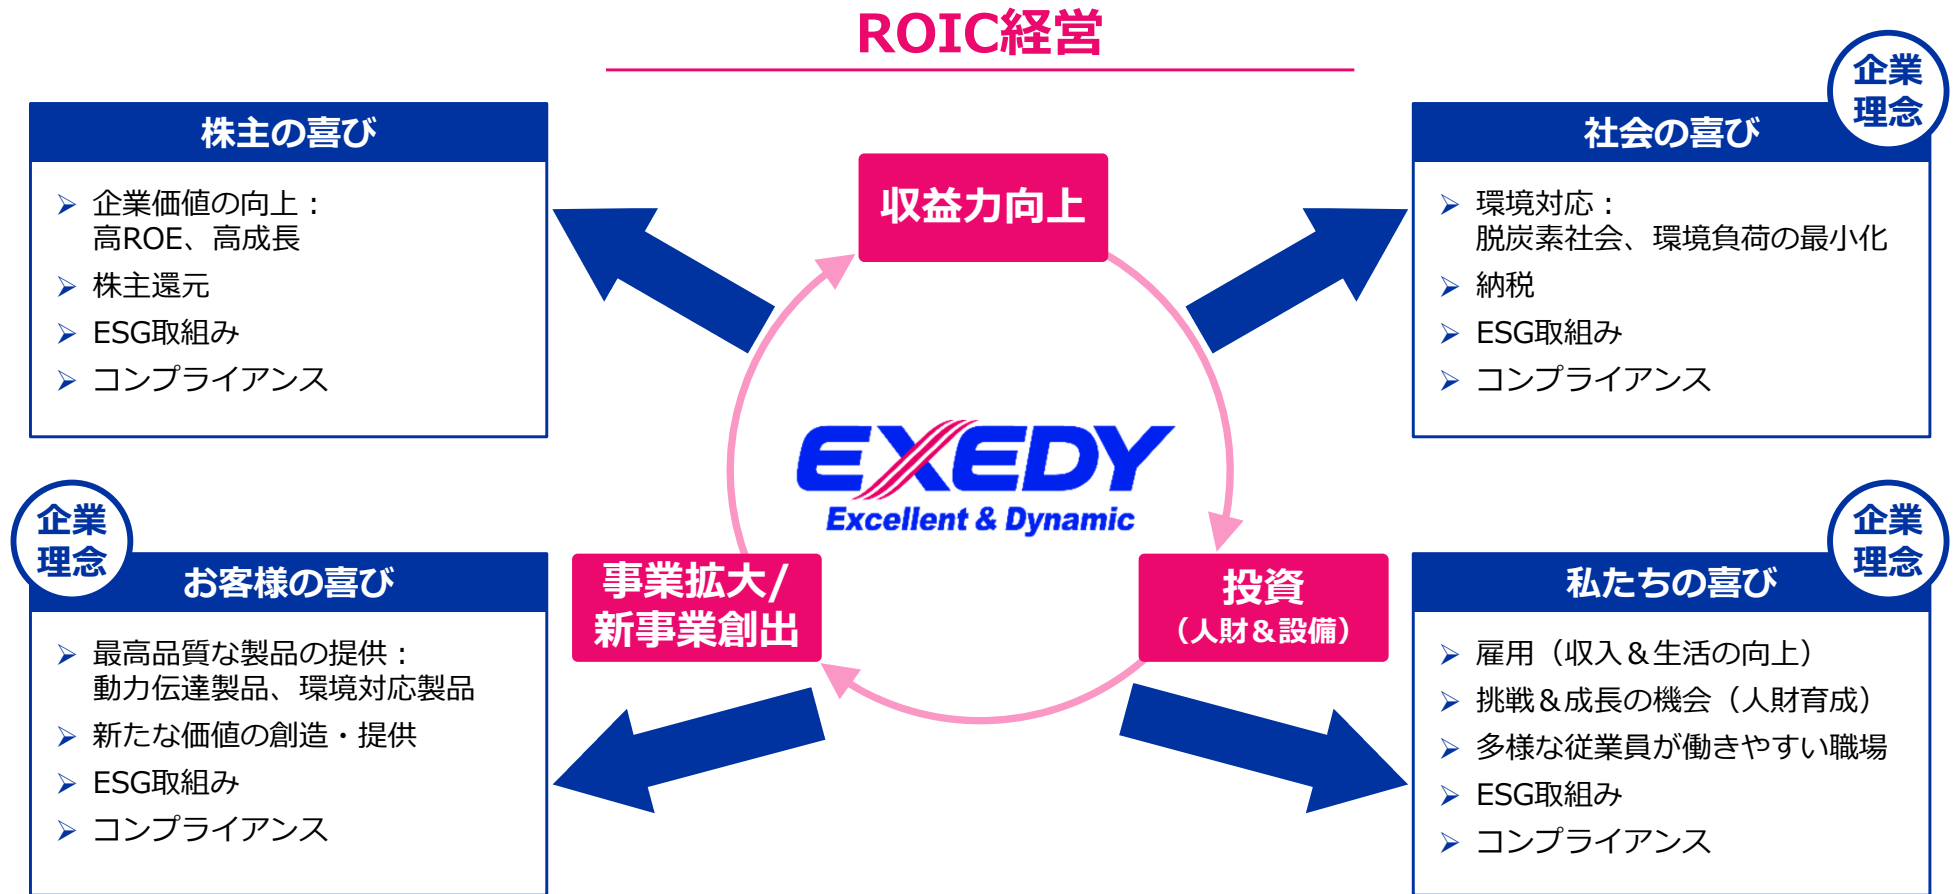 ROIC経営
企業
理念
株主の喜び
企業価値の向上：
高ROE、高成長
株主還元
ESG取組み
コンプライアンス
収益力向上
社会の喜び
環境対応：
脱炭素社会、環境負荷の最小化
納税
ESG取組み
コンプライアンス
EXEDY
Excellent & Dynamic
企業
理念
お客様の喜び
最高品質な製品の提供：
動力伝達製品、環境対応製品
新たな価値の創造・提供
ESG取組み
コンプライアンス
事業拡大/
新事業創出
投資
（人財＆設備）
企業
理念
私たちの喜び
雇用（収入＆生活の向上）
挑戦＆成長の機会（人財育成）
多様な従業員が働きやすい職場
ESG取組み
コンプライアンス